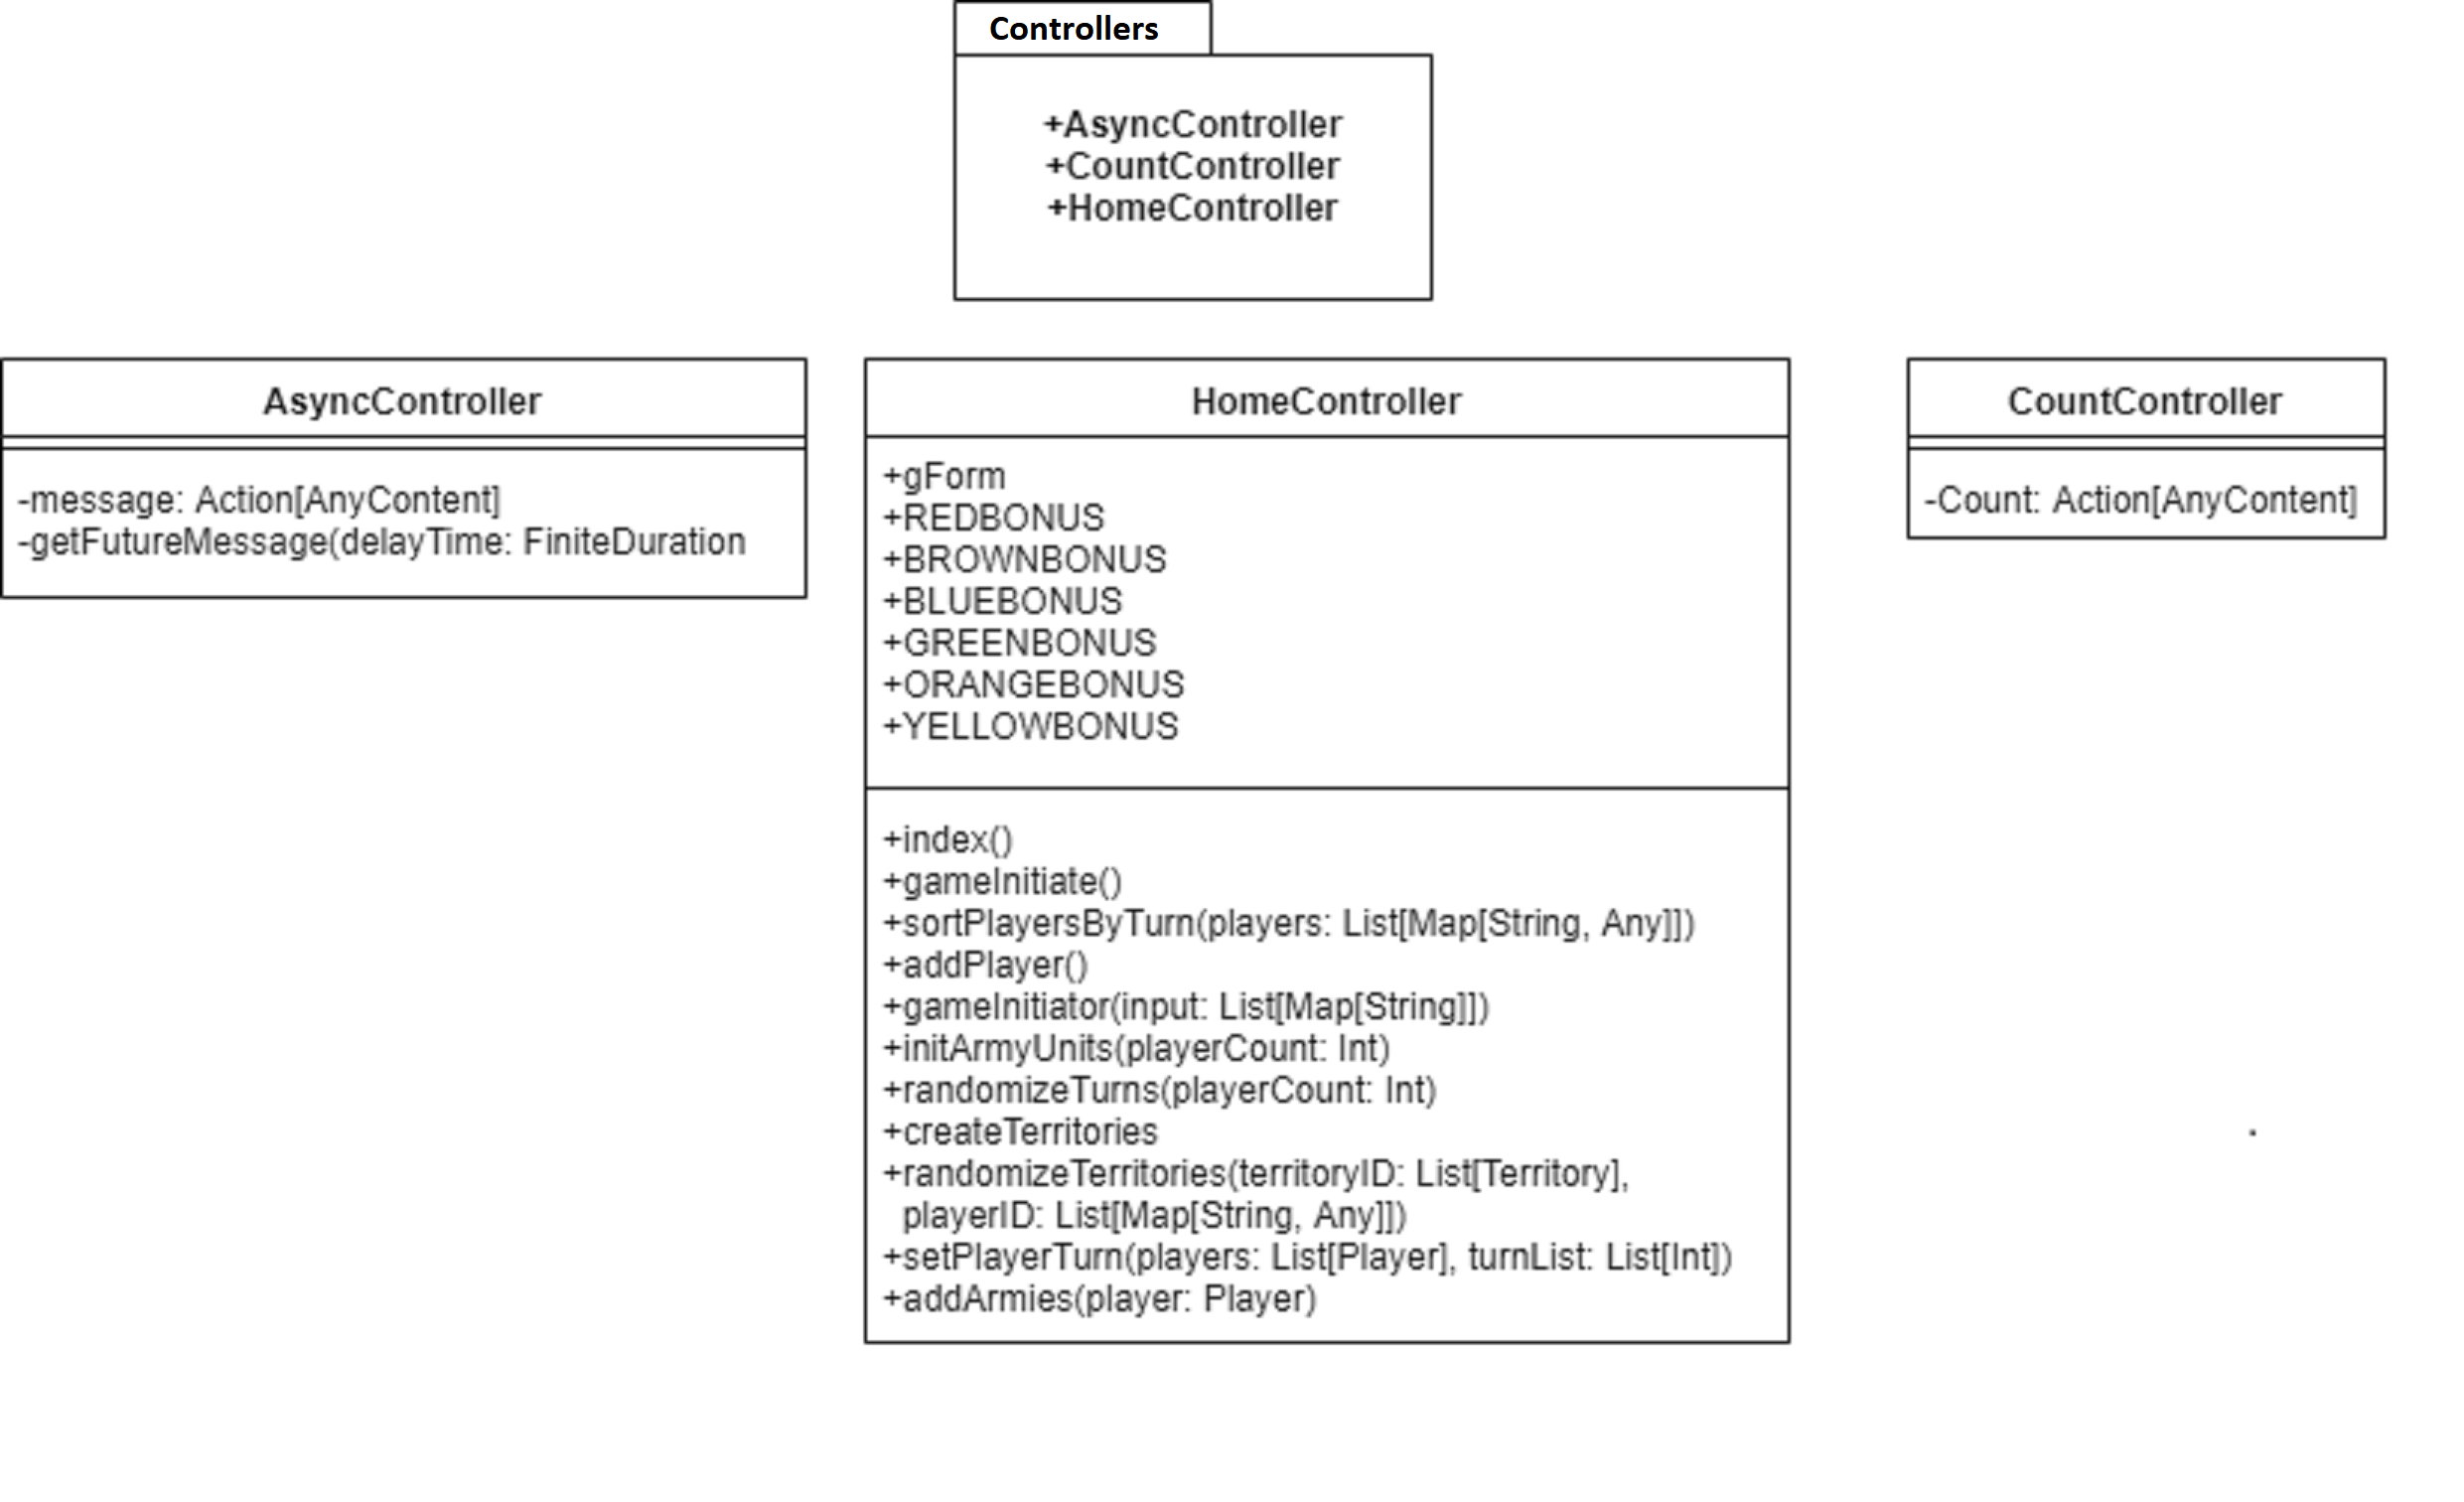 Controllers
+AsyncController
+CountController
+HomeController
AsyncController
-message: Action[AnyContent]
-getFutureMessage(delayTime: FiniteDuration
HomeController
+gForm
+REDBONUS
+BROWNBONUS
+BLUEBONUS
+GREENBONUS
+ORANGEBONUS
+YELLOWBONUS
+index()
+gameInitiate()
+sortPlayersByTurn(players: List[Map[String, Any]])
+addPlayer()
+gameInitiator(input: List[Map[String]])
+initArmyUnits(playerCount: Int)
+randomizeTurns(playerCount: Int)
+createTerritories
+randomizeTerritories(territoryID: List[Territory],
playerID: List[Map[String, Any]])
+setPlayerTurn(players: List[Player], turnList: List[Int])
+addArmies(player: Player)
CountController
-Count: Action[AnyContent]